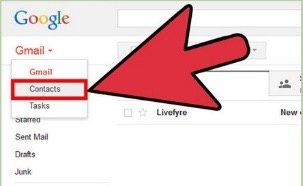 Google
Gmail
Gmail
Contacts
Tasks
Starred
Livefyre
New
Sent Mail
Drafts
Junk